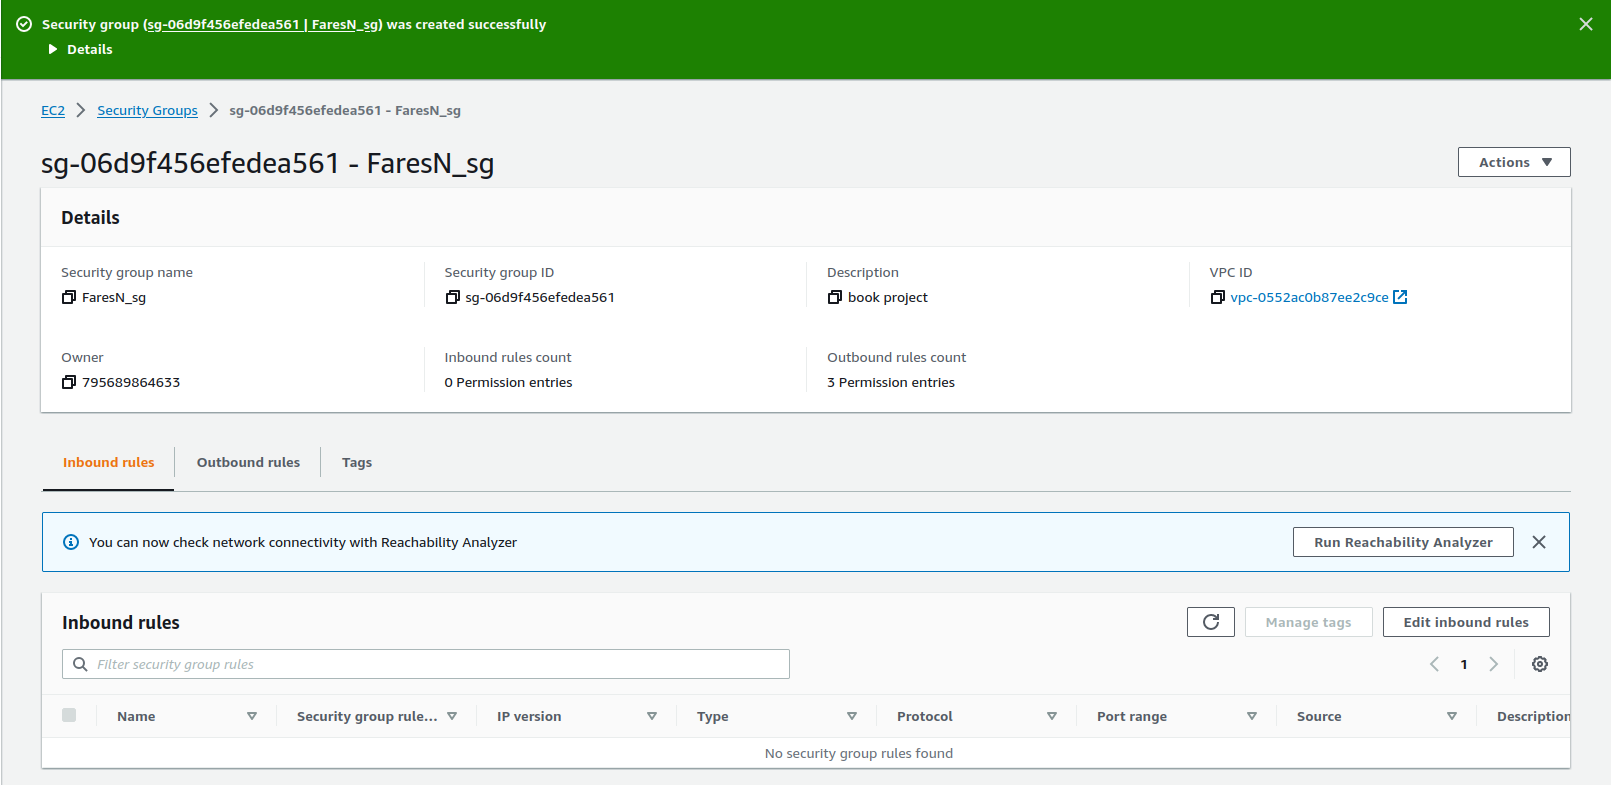 Security group (sg-06d9f456efedea561 | FaresN_sg) was created successfully
Details
EC2 Security Groups sg-06d9f456efedea561 - FaresN_sg
sg-06d9f456efedea561 - FaresN_sg
Actions
Details
Security group name
FaresN_sg
Security group ID
sg-06d9f456efedea561
Description
book project
VPC ID
vpc-0552ac0b87ee2c9ce
Owner
795689864633
Inbound rules count
0 Permission entries
Outbound rules count
3 Permission entries
Inbound rules Outbound rules Tags
You can now check network connectivity with Reachability Analyzer
Run Reachability Analyzer
Inbound rules
Manage tags
Edit inbound rules
Filter security group rules
1
Name Security group rule... IP version Type Protocol Port range Source Description
No security group rules found